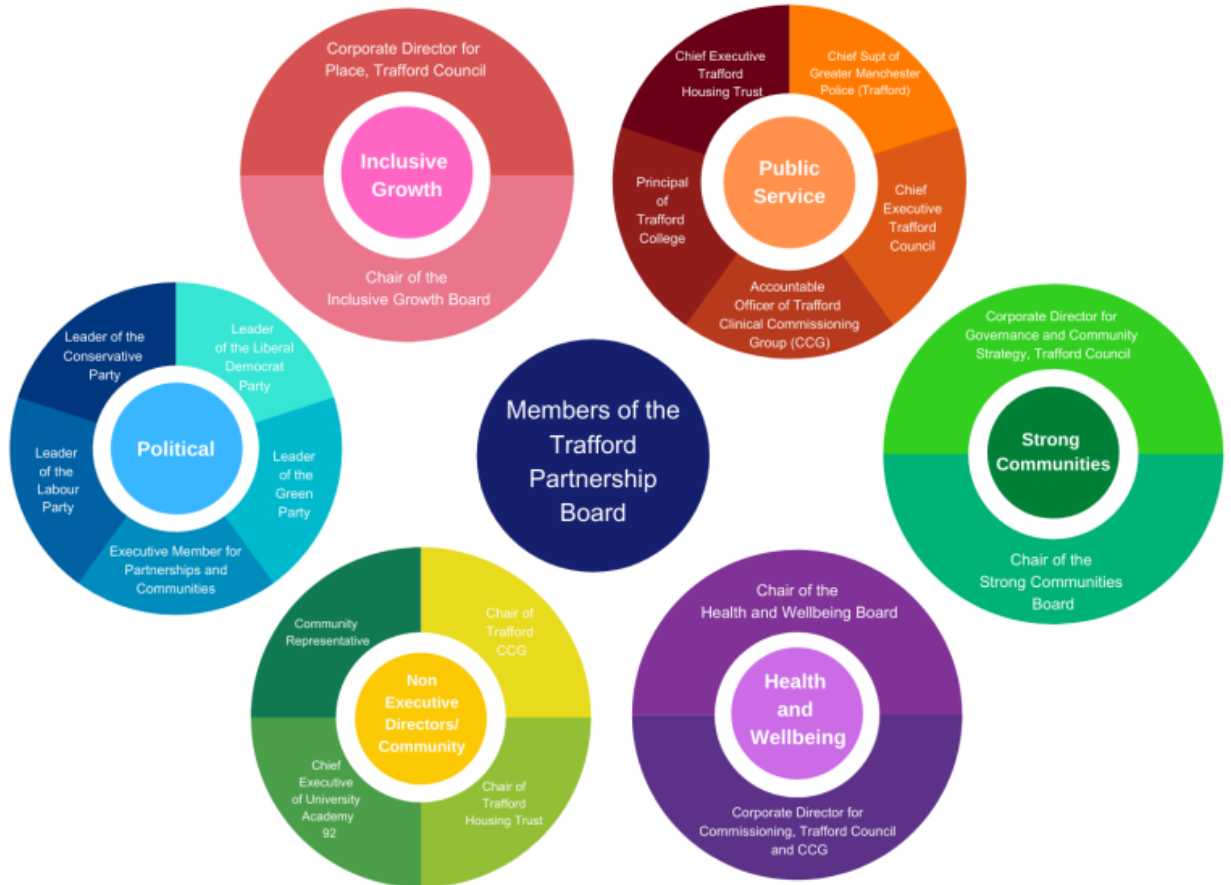 Corporate Director for
Place, Trafford Council
Inclusive
Growth
Chair of the
Inclusive Growth Board
Chief Executive
Trafford
Housing Trust
Chief Supt of
Greater Manchester
Police (Trafford)
Public
Service
Principal
of
Trafford
College
Chief
Executive
Trafford
Council
Accountable
Officer of Trafford
Clinical Commissioning
Group (CCG)
Leader of the
Conservative
Party
Leader
of the Liberal
Democrat
Party
Political
Leader
of the
Labour
Party
Leader
of the
Green
Party
Executive Member for
Partnerships and
Communities
Members of the
Trafford
Partnership
Board
Corporate Director for
Governance and Community
Strategy, Trafford Council
Strong
Communities
Chair of the
Strong Communities
Board
Community
Representative
Chair of
Trafford
CCG
Non
Executive
Directors/
Community
Chief
Executive
of University
Academy
92
Chair of
Trafford
Housing Trust
Chair of the
Health and Wellbeing Board
Health
and
Wellbeing
Corporate Director for
Commissioning, Trafford Council
and CCG